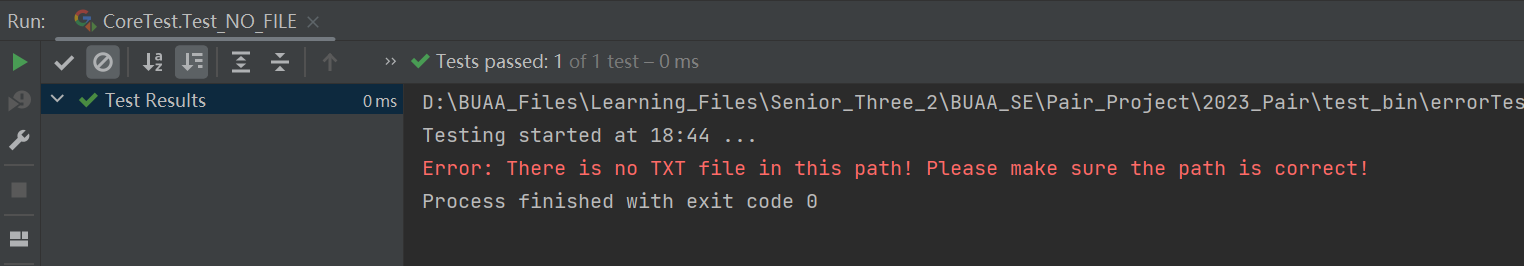 Run: CoreTest.Test_NO_FILE
Tests passed: 1 of 1 test – 0 ms
Test Results 0 ms
D:\BUAA_Files\Learning_Files\Senior_Three_2\BUAA_SE\Pair_Project\2023_Pair\test_bin\errorTes
Testing started at 18:44 ...
Error: There is no TXT file in this path! Please make sure the path is correct!
Process finished with exit code 0